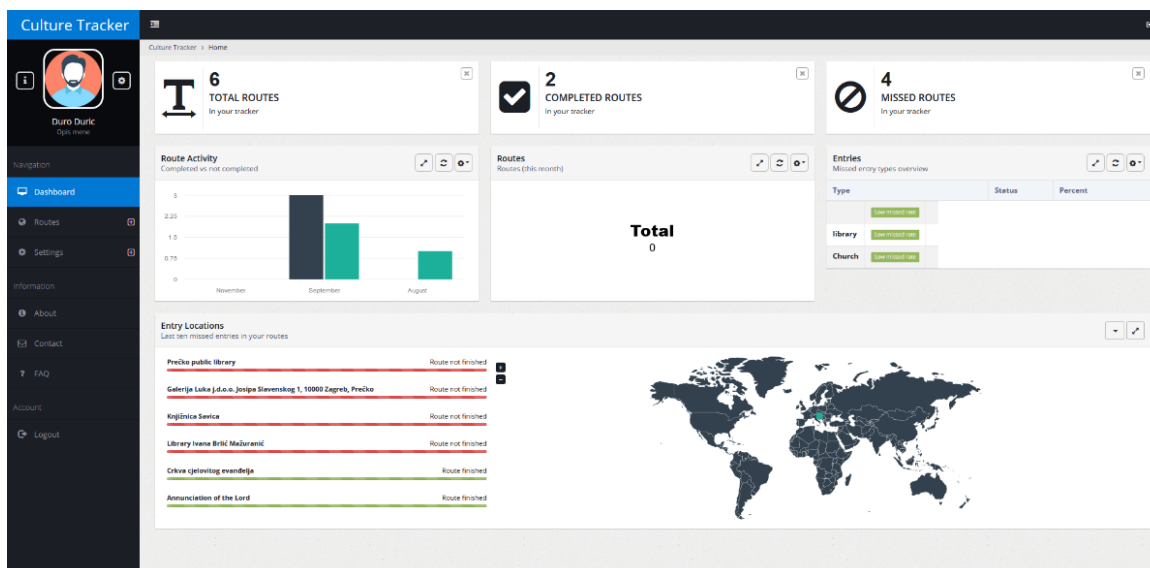 Culture Tracker
Culture Tracker > Home
Duro Duric
Opis mene
Navigation
Dashboard
Routes
Settings
Information
About
Contact
? FAQ
Account
Logout
6
TOTAL ROUTES
In your tracker
2
COMPLETED ROUTES
In your tracker
4
MISSED ROUTES
In your tracker
Route Activity
Completed vs not completed
3
2.25
1.5
0.75
0
November September August
Routes
Routes (this month)
Total
0
Entries
Missed entry types overview
Type Status Percent
Low missed rate
library Low missed rate
Church Low missed rate
Entry Locations
Last ten missed entries in your routes
Prečko public library Route not finished
Galerija Luka j.d.o.o. Josipa Slavenskog 1, 10000 Zagreb, Prečko Route not finished
Knjižnica Savica Route not finished
Library Ivana Brlić Mažuranić Route not finished
Crkva cjelovitog evanđelja Route finished
Annunciation of the Lord Route finished
+
−